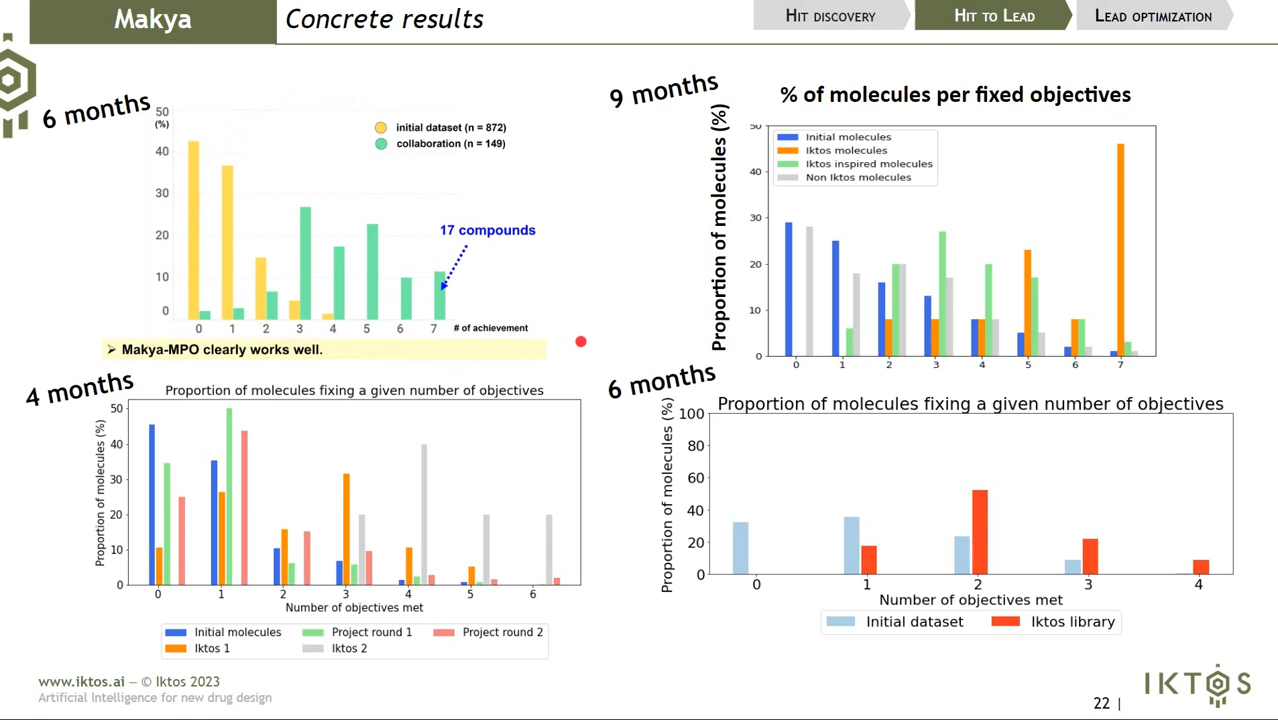 Makya
Concrete results
HIT DISCOVERY
HIT TO LEAD
LEAD OPTIMIZATION
6 months
50
(%)
40
30
20
10
0
initial dataset (n = 872)
collaboration (n = 149)
17 compounds
0 1 2 3 4 5 6 7 # of achievement
➢ Makya-MPO clearly works well.
9 months
% of molecules per fixed objectives
Proportion of molecules (%)
50
40
30
20
10
0
Initial molecules
Iktos molecules
Iktos inspired molecules
Non Iktos molecules
0 1 2 3 4 5 6 7
4 months
Proportion of molecules fixing a given number of objectives
Proportion of molecules (%)
50
40
30
20
10
0
0 1 2 3 4 5 6
Number of objectives met
Initial molecules Project round 1 Project round 2
Iktos 1 Iktos 2
6 months
Proportion of molecules fixing a given number of objectives
Proportion of molecules (%)
100
80
60
40
20
0
0 1 2 3 4
Number of objectives met
Initial dataset Iktos library
www.iktos.ai – © Iktos 2023
Artificial Intelligence for new drug design
22 |
IKTOS